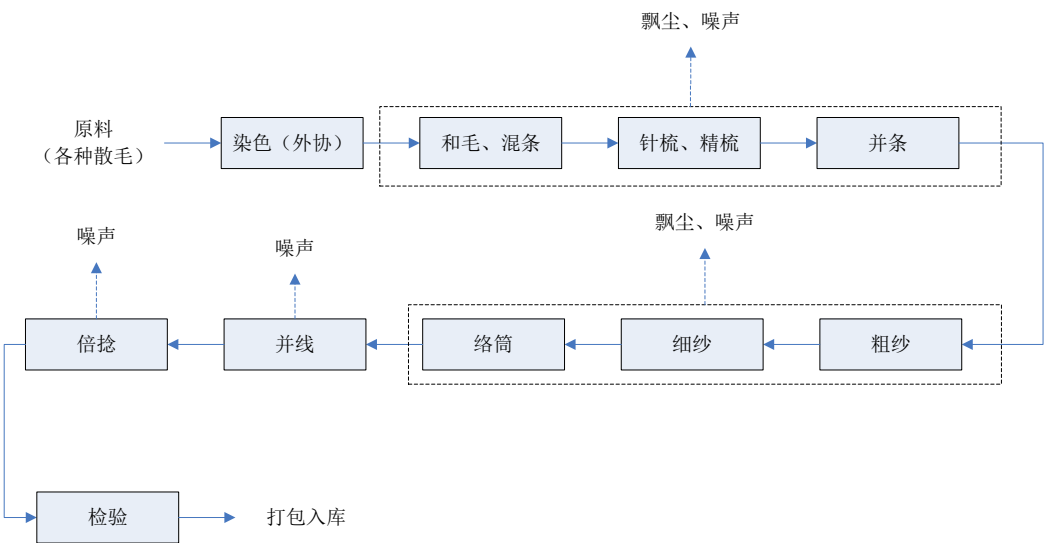 飘尘、噪声
原料
（各种散毛）
染色（外协）
和毛、混条
针梳、精梳
并条
噪声
噪声
飘尘、噪声
倍捻
并线
络筒
细纱
粗纱
检验
打包入库